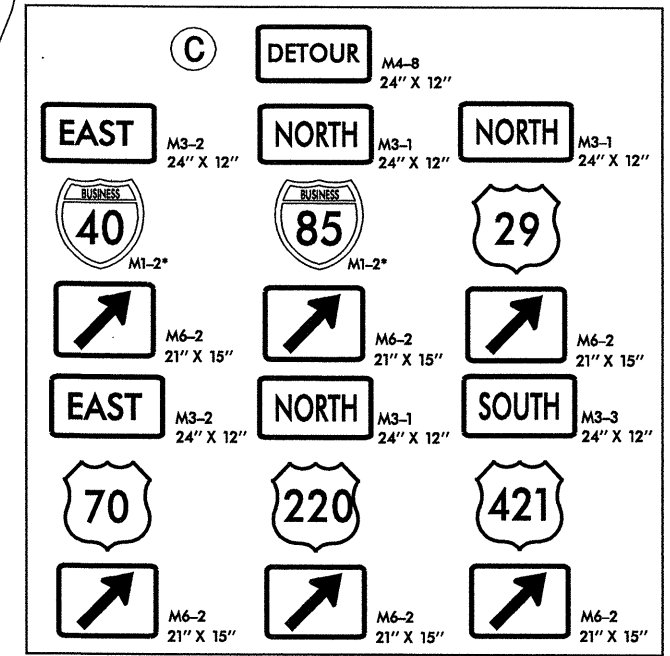 C
DETOUR
M4–8
24" X 12"
EAST
M3–2
24" X 12"
NORTH
M3–1
24" X 12"
NORTH
M3–1
24" X 12"
BUSINESS
40
M1–2*
BUSINESS
85
M1–2*
29
M6–2
21" X 15"
M6–2
21" X 15"
M6–2
21" X 15"
EAST
M3–2
24" X 12"
NORTH
M3–1
24" X 12"
SOUTH
M3–3
24" X 12"
70
220
421
M6–2
21" X 15"
M6–2
21" X 15"
M6–2
21" X 15"